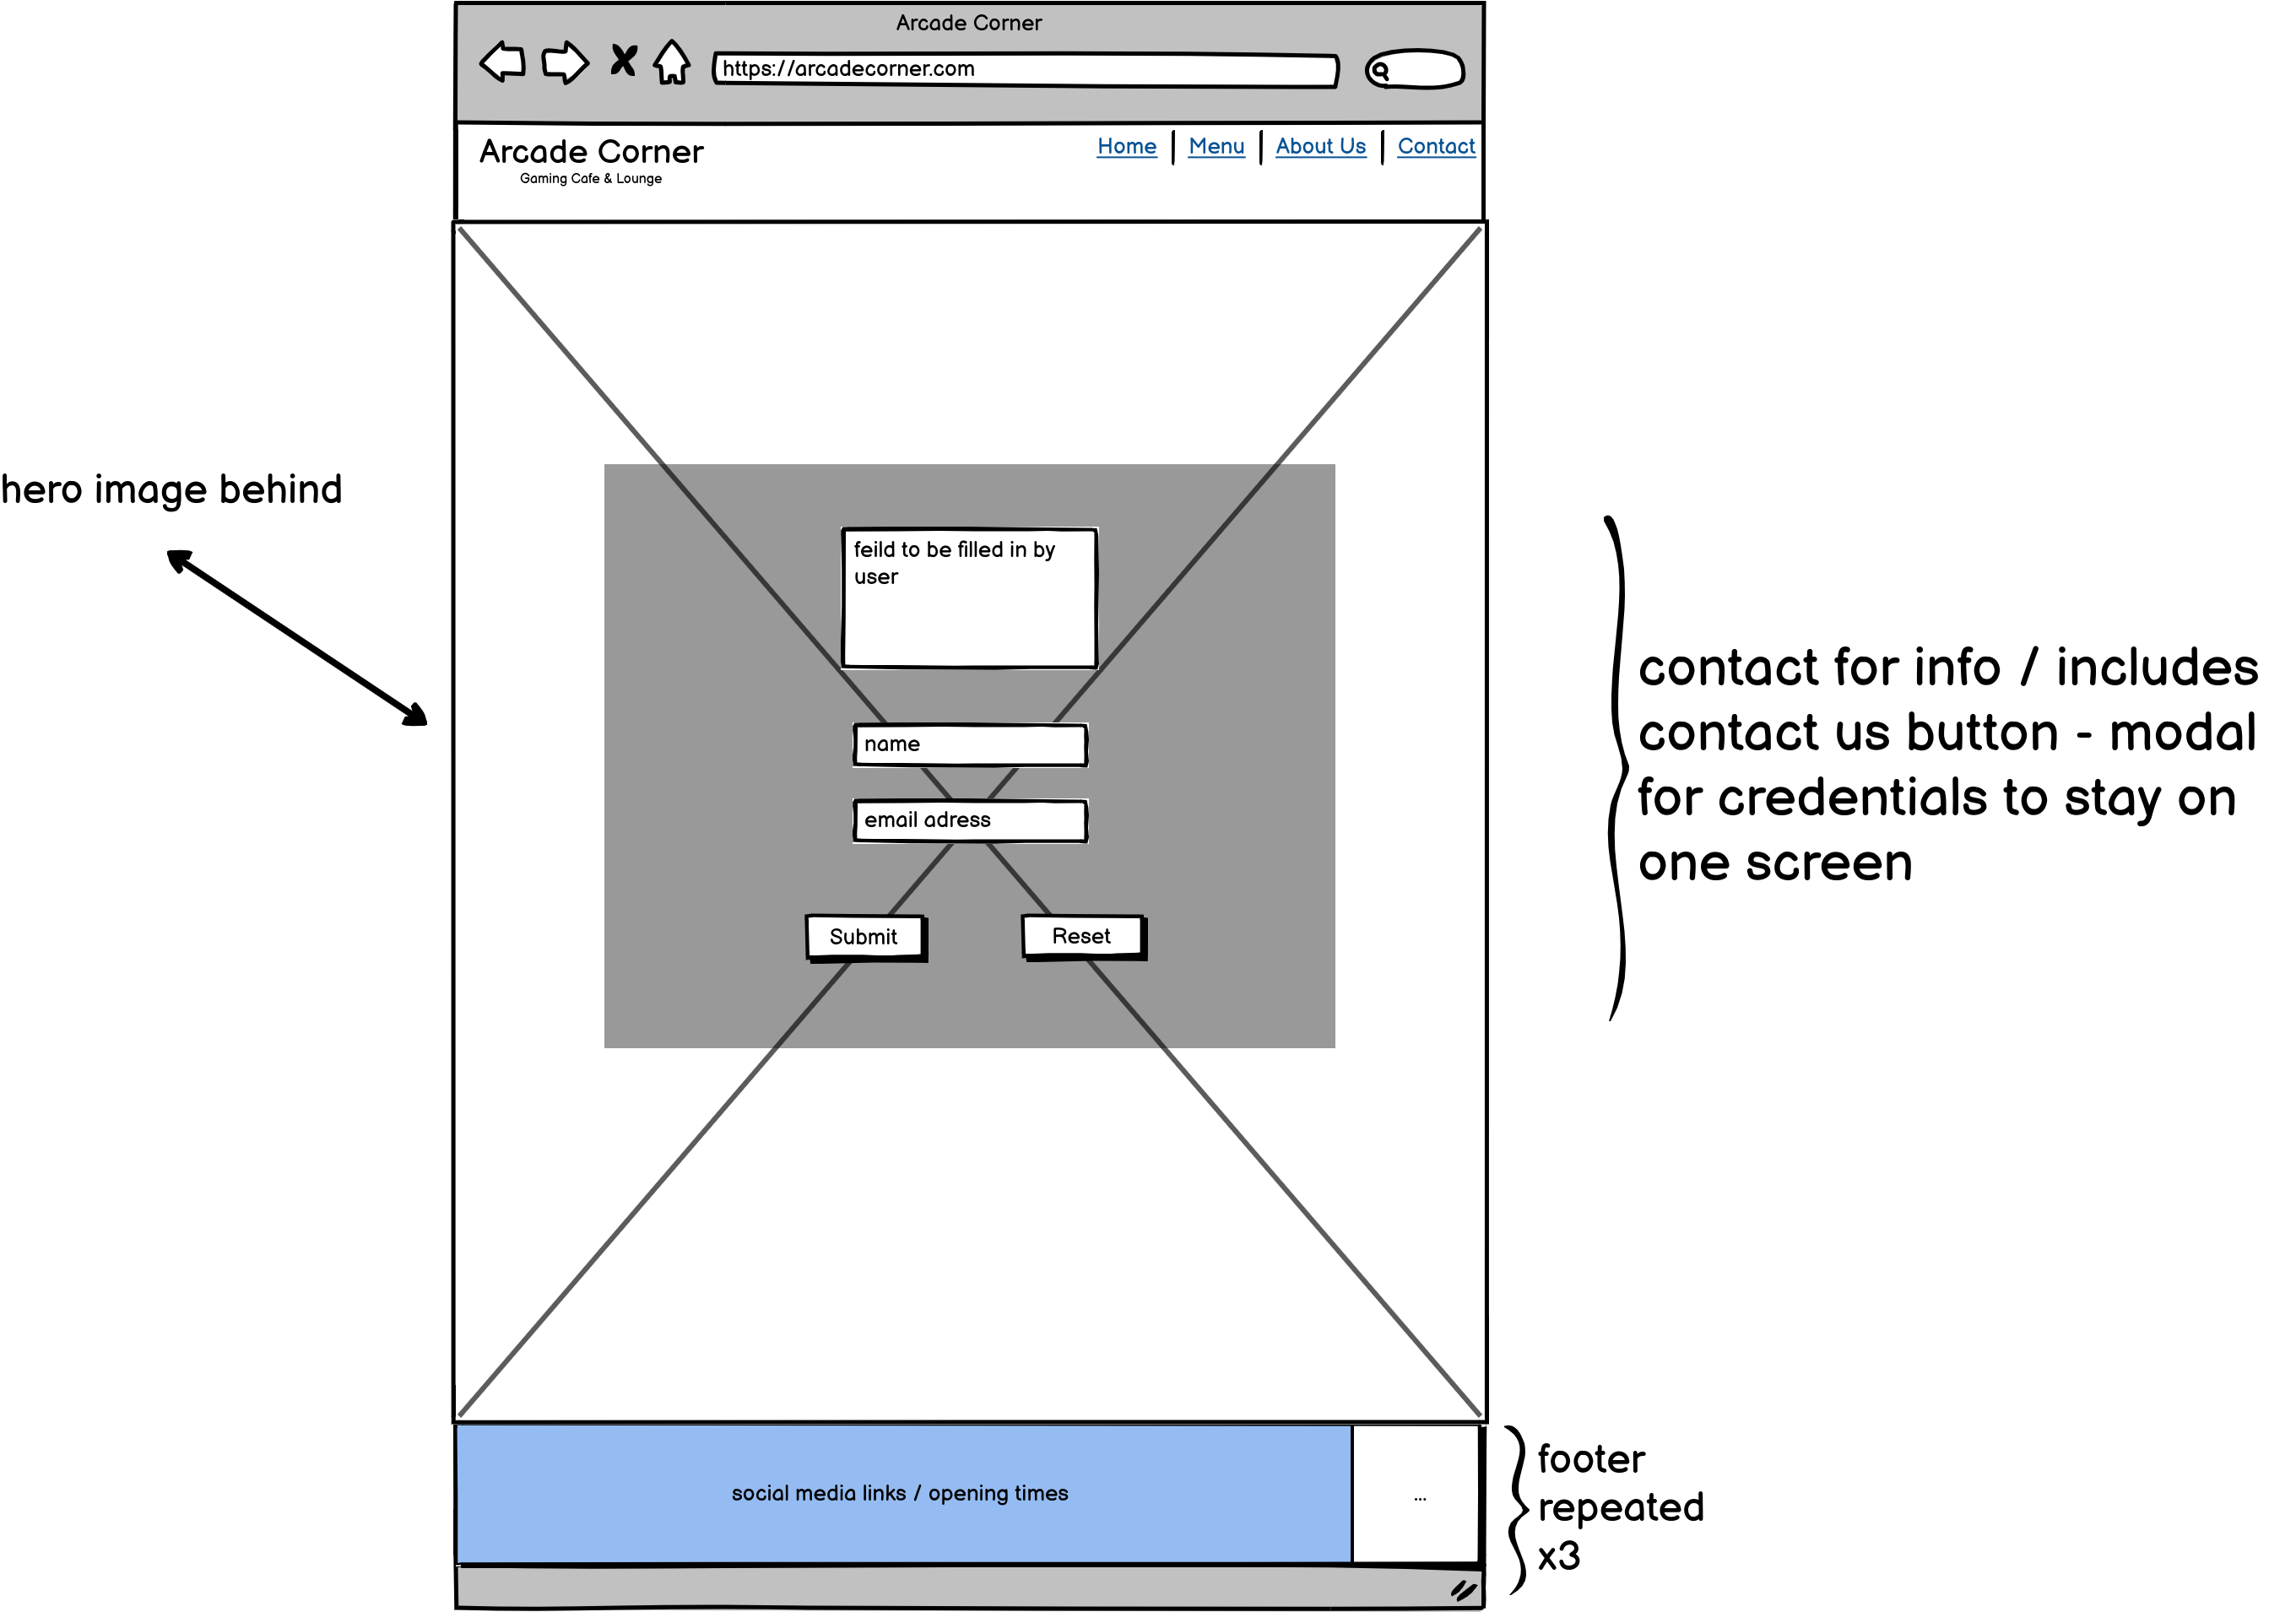 Arcade Corner
https://arcadecorner.com
Arcade Corner
Gaming Cafe & Lounge
Home
Menu
About Us
Contact
hero image behind
feild to be filled in by
user
name
email adress
Submit
Reset
contact for info / includes
contact us button - modal
for credentials to stay on
one screen
social media links / opening times
...
footer
repeated
x3